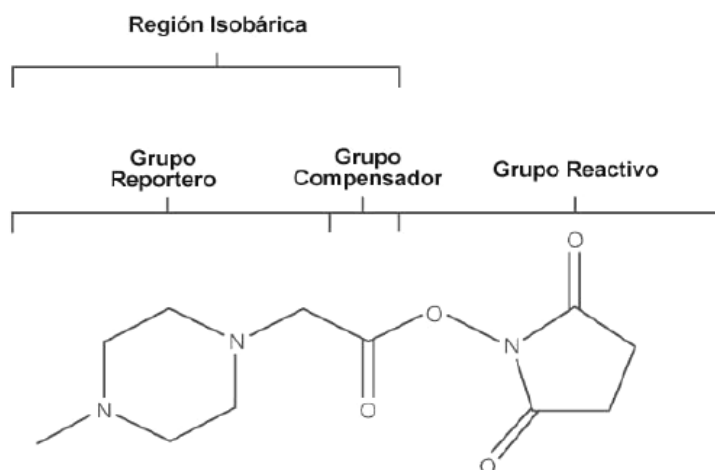 Región Isobárica
Grupo
Reportero
Grupo
Compensador
Grupo Reactivo
O
O
N
N
N
O
O